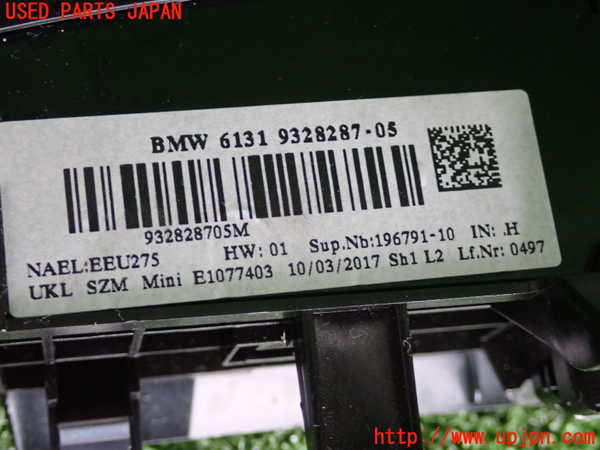 USED PARTS JAPAN
BMW 6131 9328287-05
932828705M
NAEL:EEU275 HW: 01 Sup.Nb:196791-10 IN: .H
UKL SZM Mini E1077403 10/03/2017 Sh1 L2 Lf.Nr: 0497
http://www.upjpn.com